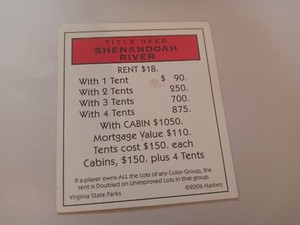 TITLE DEED
SHENANDOAH
RIVER
RENT $18.
With 1 Tent $ 90.
With 2 Tents 250.
With 3 Tents 700.
With 4 Tents 875.
With CABIN $1050.
Mortgage Value $110.
Tents cost $150. each
Cabins, $150. plus 4 Tents
If a player owns ALL the Lots of any Color-Group, the
rent is Doubled on Unimproved Lots in that group.
Virginia State Parks ©2006 Hasbro